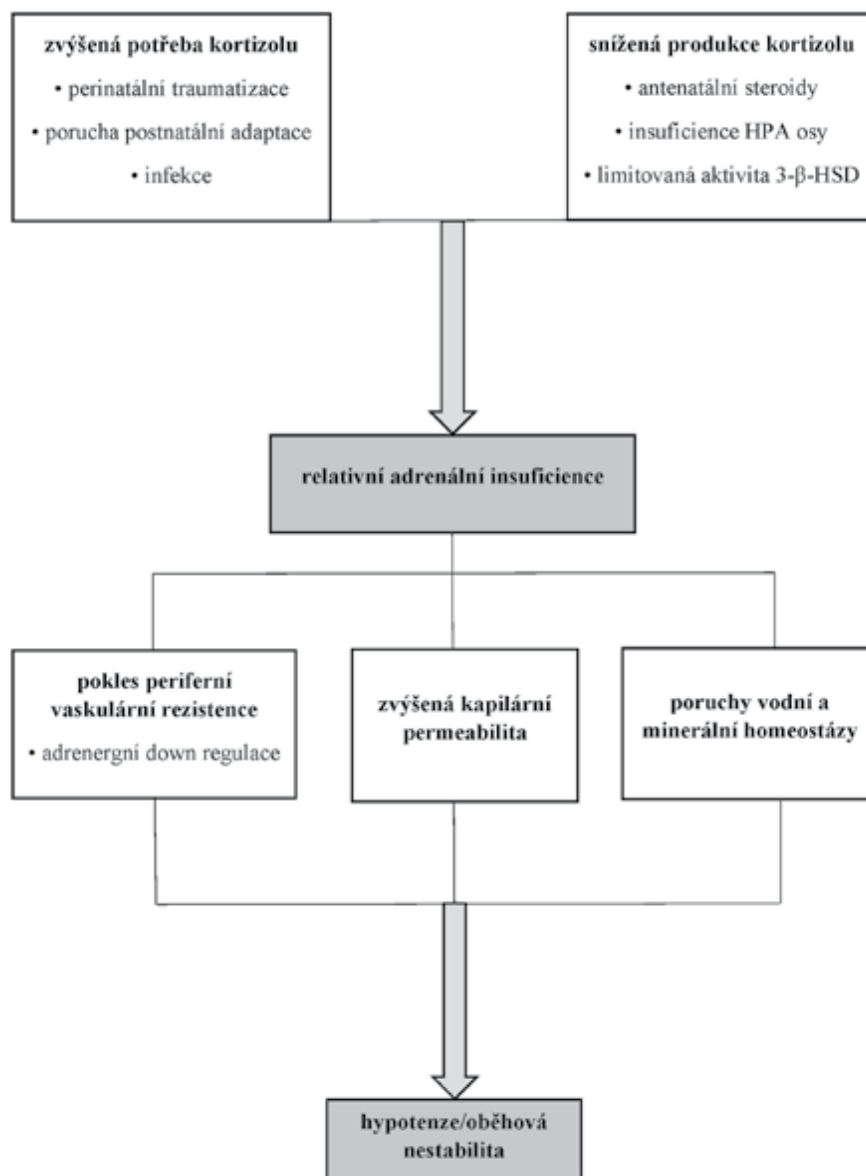 zvýšená potřeba kortizolu
• perinatální traumatizace
• porucha postnatální adaptace
• infekce
snížená produkce kortizolu
• antenatální steroidy
• insuficience HPA osy
• limitovaná aktivita 3-β-HSD
relativní adrenální insuficience
pokles periferní
vaskulární rezistence
• adrenergní down regulace
zvýšená kapilární
permeabilita
poruchy vodní a
minerální homeostázy
hypotenze/oběhová
nestabilita